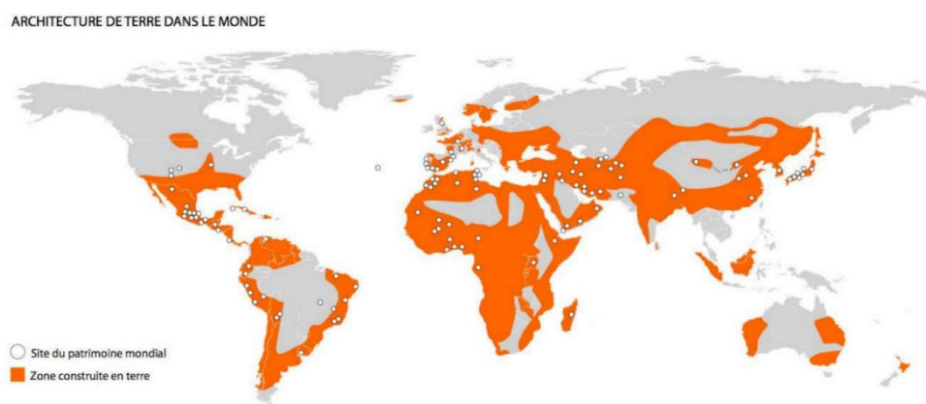 ARCHITECTURE DE TERRE DANS LE MONDE
Site du patrimoine mondial
Zone construite en terre